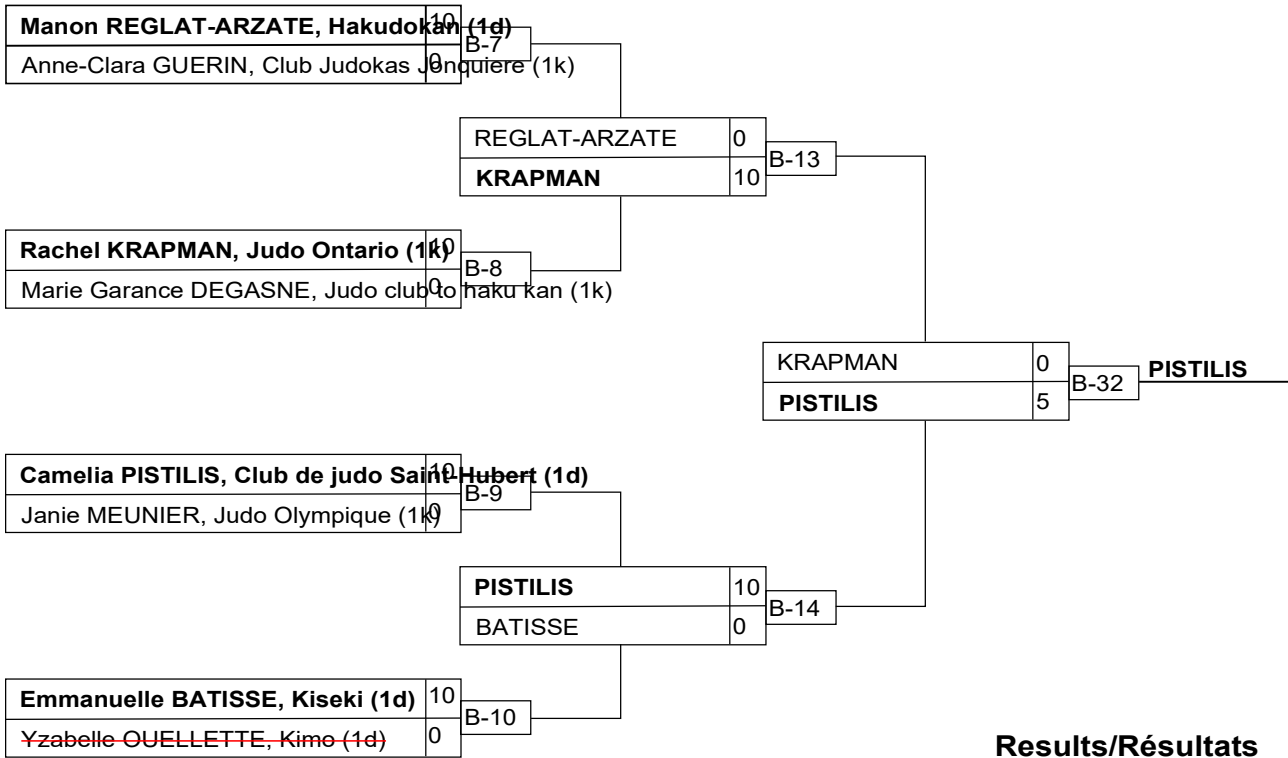 Manon REGLAT-ARZATE, Hakudokan (1d) 10
B-7
Anne-Clara GUERIN, Club Judokas Jonquiere (1k) 0
REGLAT-ARZATE 0
B-13
KRAPMAN 10
Rachel KRAPMAN, Judo Ontario (1k) 10
B-8
Marie Garance DEGASNE, Judo club to haku kan (1k) 0
KRAPMAN 0
B-32 PISTILIS
PISTILIS 5
Camelia PISTILIS, Club de judo Saint-Hubert (1d) 10
B-9
Janie MEUNIER, Judo Olympique (1k) 0
PISTILIS 10
B-14
BATISSE 0
Emmanuelle BATISSE, Kiseki (1d) 10
B-10
Yzabelle OUELLETTE, Kimo (1d) 0
Results/Résultats